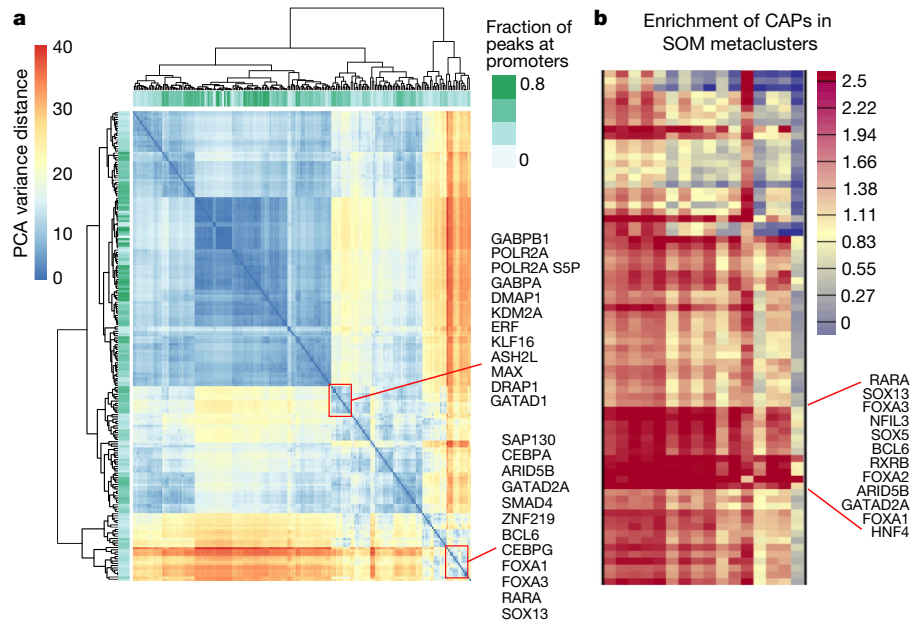 a
PCA variance distance
40
30
20
10
0
Fraction of
peaks at
promoters
0.8
0
GABPB1
POLR2A
POLR2A S5P
GABPA
DMAP1
KDM2A
ERF
KLF16
ASH2L
MAX
DRAP1
GATAD1
SAP130
CEBPA
ARID5B
GATAD2A
SMAD4
ZNF219
BCL6
CEBPG
FOXA1
FOXA3
RARA
SOX13
b
Enrichment of CAPs in
SOM metaclusters
2.5
2.21
1.94
1.66
1.38
1.11
0.83
0.55
0.27
0
RARA
SOX13
FOXA3
NFIL3
SOX5
BCL6
RXRB
FOXA2
ARID5B
GATAD2A
FOXA1
HNF4